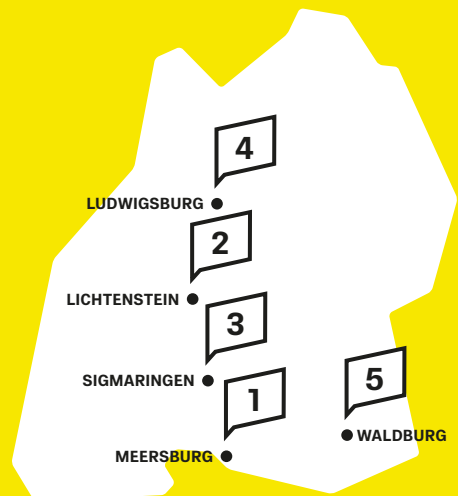 4
LUDWIGSBURG
2
LICHTENSTEIN
3
SIGMARINGEN
1
5
WALDBURG
MEERSBURG